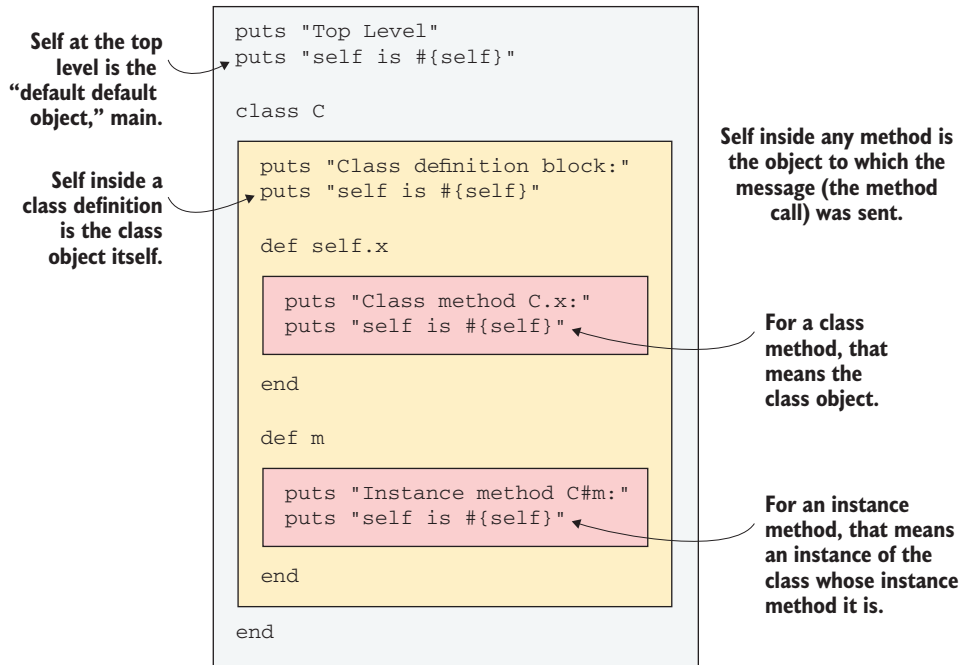 Self at the top
level is the
“default default
object,” main.
Self inside a
class definition
is the class
object itself.
puts "Top Level"
puts "self is #{self}"
class C
puts "Class definition block:"
puts "self is #{self}"
def self.x
puts "Class method C.x:"
puts "self is #{self}"
end
def m
puts "Instance method C#m:"
puts "self is #{self}"
end
end
Self inside any method is
the object to which the
message (the method
call) was sent.
For a class
method, that
means the
class object.
For an instance
method, that means
an instance of the
class whose instance
method it is.